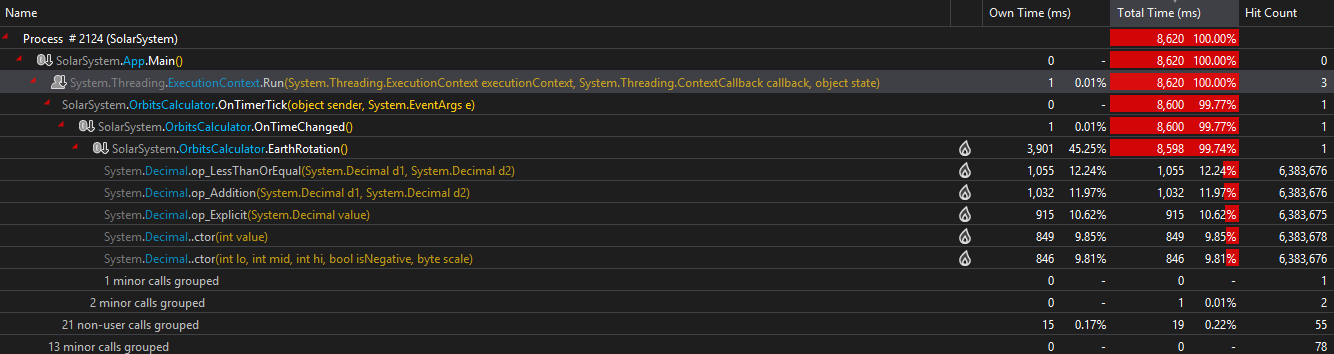 Name Own Time (ms) Total Time (ms) Hit Count
Process # 2124 (SolarSystem) 8,620 100.00%
SolarSystem.App.Main() 0 - 8,620 100.00% 0
System.Threading.ExecutionContext.Run(System.Threading.ExecutionContext executionContext, System.Threading.ContextCallback callback, object state) 1 0.01% 8,620 100.00% 3
SolarSystem.OrbitsCalculator.OnTimerTick(object sender, System.EventArgs e) 0 - 8,600 99.77% 1
SolarSystem.OrbitsCalculator.OnTimeChanged() 1 0.01% 8,600 99.77% 1
SolarSystem.OrbitsCalculator.EarthRotation() 3,901 45.25% 8,598 99.74% 1
System.Decimal.op_LessThanOrEqual(System.Decimal d1, System.Decimal d2) 1,055 12.24% 1,055 12.24% 6,383,676
System.Decimal.op_Addition(System.Decimal d1, System.Decimal d2) 1,032 11.97% 1,032 11.97% 6,383,676
System.Decimal.op_Explicit(System.Decimal value) 915 10.62% 915 10.62% 6,383,675
System.Decimal..ctor(int value) 849 9.85% 849 9.85% 6,383,678
System.Decimal..ctor(int lo, int mid, int hi, bool isNegative, byte scale) 846 9.81% 846 9.81% 6,383,676
1 minor calls grouped 0 - 0 - 1
2 minor calls grouped 0 - 1 0.01% 2
21 non-user calls grouped 15 0.17% 19 0.22% 55
13 minor calls grouped 0 - 0 - 78